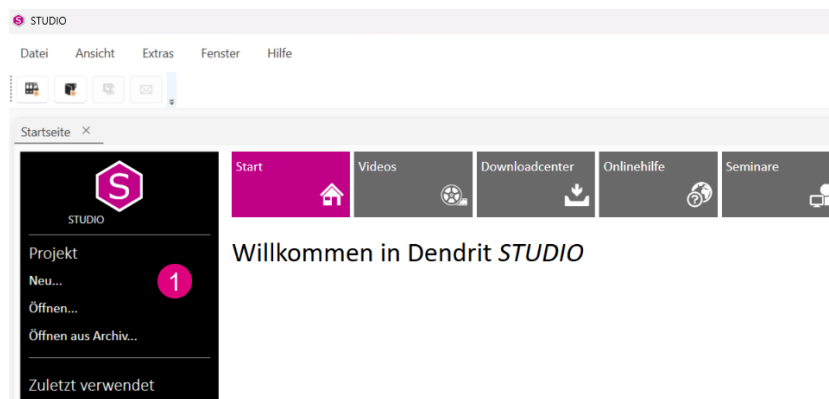 STUDIO
Datei Ansicht Extras Fenster Hilfe
Startseite
S
STUDIO
Start
Videos
Downloadcenter
Onlinehilfe
Seminare
Willkommen in Dendrit STUDIO
Projekt
Neu...
1
Öffnen...
Öffnen aus Archiv...
Zuletzt verwendet